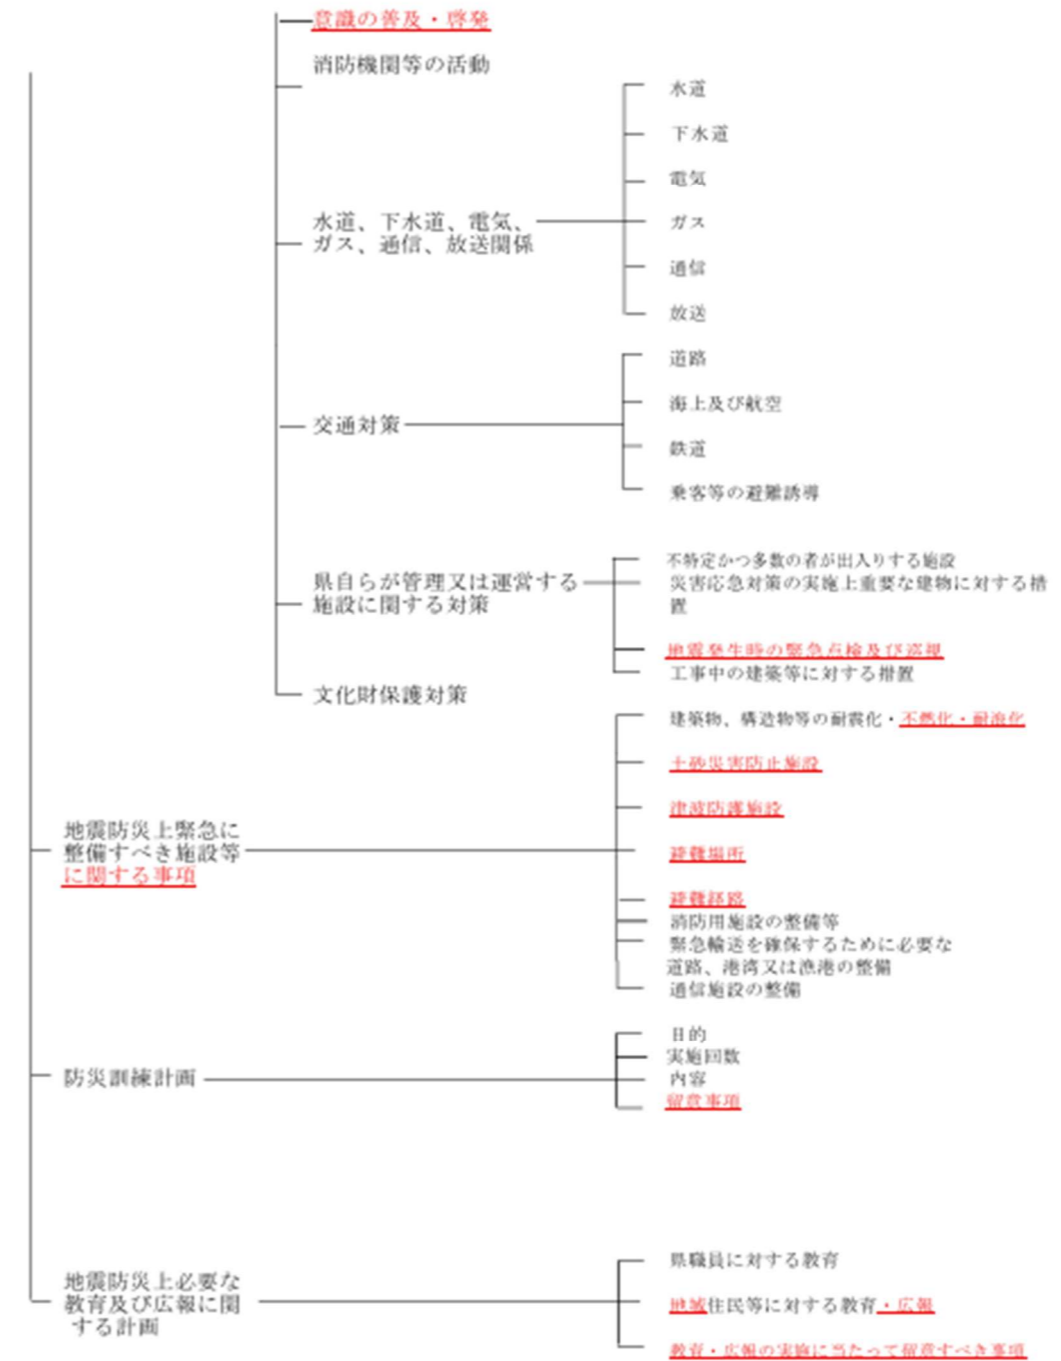 意識の善及・啓発
消防機関等の活動
水道
下水道
電気
水道、下水道、電気、
ガス、通信、放送関係
ガス
通信
放送
道路
海上及び航空
交通対策
鉄道
乗客等の避難誘導
不特定かつ多数の者が出入りする施設
県自らが管理又は運営する
施設に関する対策
災害応急対策の実施上重要な建物に対する措
置
地震発生時の緊急点検及び巡視
工事中の建築等に対する措置
文化財保護対策
建築物、構造物等の耐震化・不燃化・耐浪化
土砂災害防止施設
津波防護施設
地震防災上緊急に
整備すべき施設等
に関する事項
避難場所
避難経路
消防用施設の整備等
緊急輸送を確保するために必要な
道路、港湾又は漁港の整備
通信施設の整備
目的
実施回数
防災訓練計画
内容
留意事項
県職員に対する教育
地震防災上必要な
教育及び広報に関
する計画
地域住民等に対する教育・広報
教育・広報の実施に当たって留意すべき事項